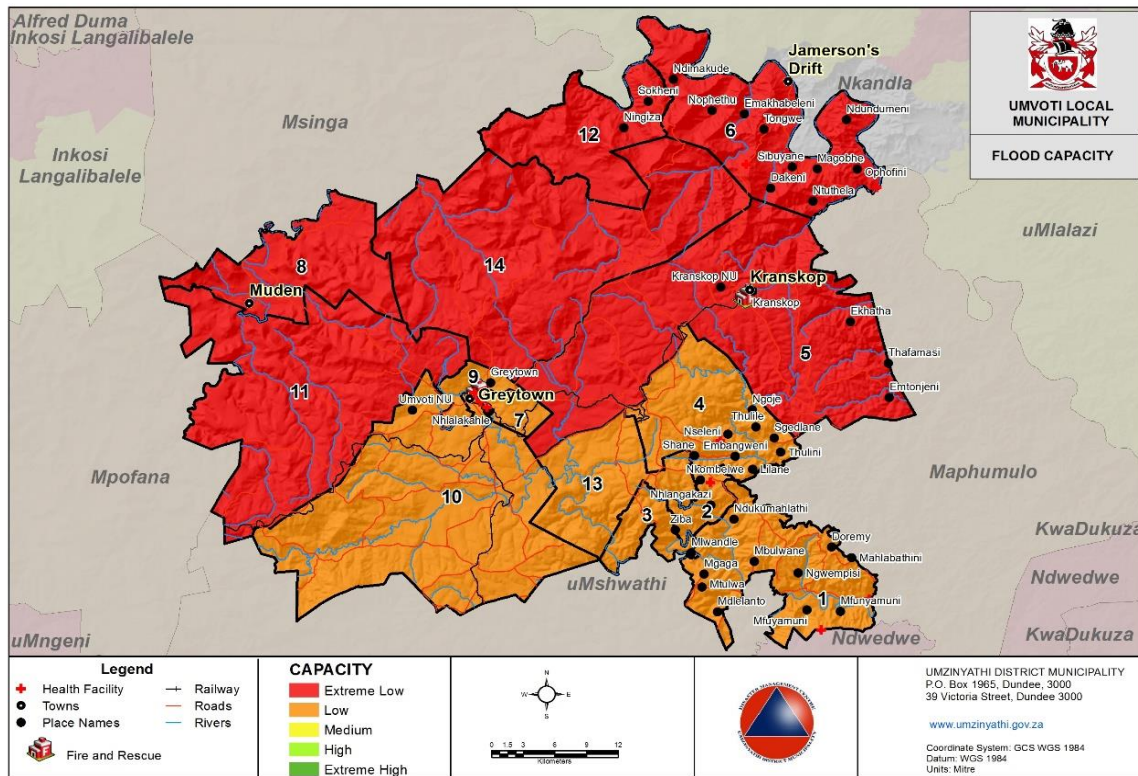 Alfred Duma
Inkosi Langalibalele
Msinga
Inkosi
Langalibalele
Mpofana
uMngeni
uMshwathi
Ndwedwe
KwaDukuza
Ndwedwe
KwaDukuza
Maphumulo
uMlalazi
Nkandla
Jamerson's
Drift
Ndimakude
Sokheni
Ningiza
Nophethu
Emakhabeleni
Tongwe
Ndundumeni
Sibuyane
Magobhe
Ophofini
Dakeni
Ntuthela
12
6
14
8
Muden
11
Kranskop NU
Kranskop
Kranskop
5
Ekhatha
Thafamasi
Emtonjeni
9
Greytown
Greytown
Umvoti NU
Nhlalakahle
7
10
13
4
Ngoje
Thulile
Nseleni
Sgedlane
Shane
Embangweni
Thulini
Nkombelwe
Lilane
Nhlangakazi
3
2
Ziba
Ndukumahlathi
Mlwandle
Mgaga
Mbulwane
Doremy
Mahlabathini
Mtulwa
Ngwempisi
Mdlelanto
1
Mfuyamuni
Mfunyamuni
UMVOTI LOCAL
MUNICIPALITY
FLOOD CAPACITY
Legend
Health Facility
Towns
Place Names
Fire and Rescue
Railway
Roads
Rivers
CAPACITY
Extreme Low
Low
Medium
High
Extreme High
N
W E
S
0 1.5 3 6 9 12
Kilometers
UMZINYATHI DISTRICT MUNICIPALITY
P.O. Box 1965, Dundee, 3000
39 Victoria Street, Dundee 3000
www.umzinyathi.gov.za
Coordinate System: GCS WGS 1984
Datum: WGS 1984
Units: Mitre